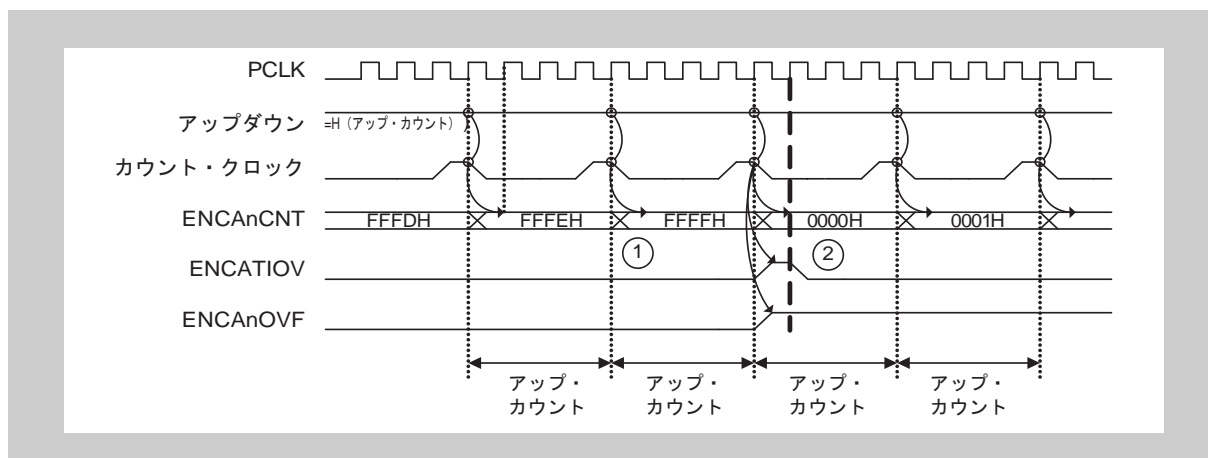 PCLK
アップダウン =H (アップ・カウント)
カウント・クロック
ENCAnCNT FFFDH FFFEH FFFFH 0000H 0001H
① ②
ENCATIOV
ENCAnOVF
アップ・ アップ・ アップ・ アップ・
カウント カウント カウント カウント